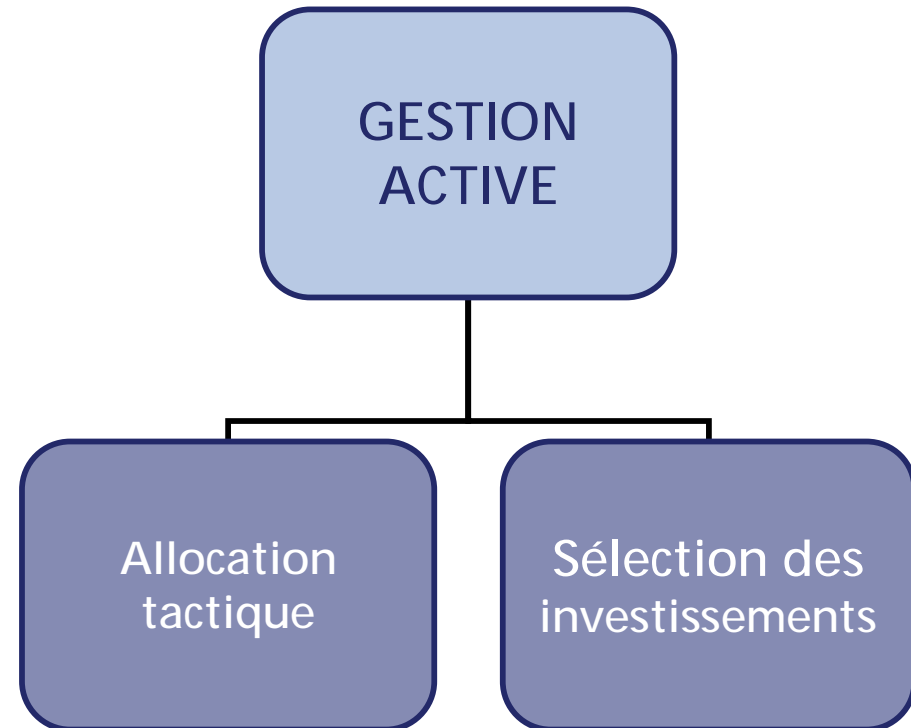 GESTION
ACTIVE
Allocation
tactique
Sélection des
investissements